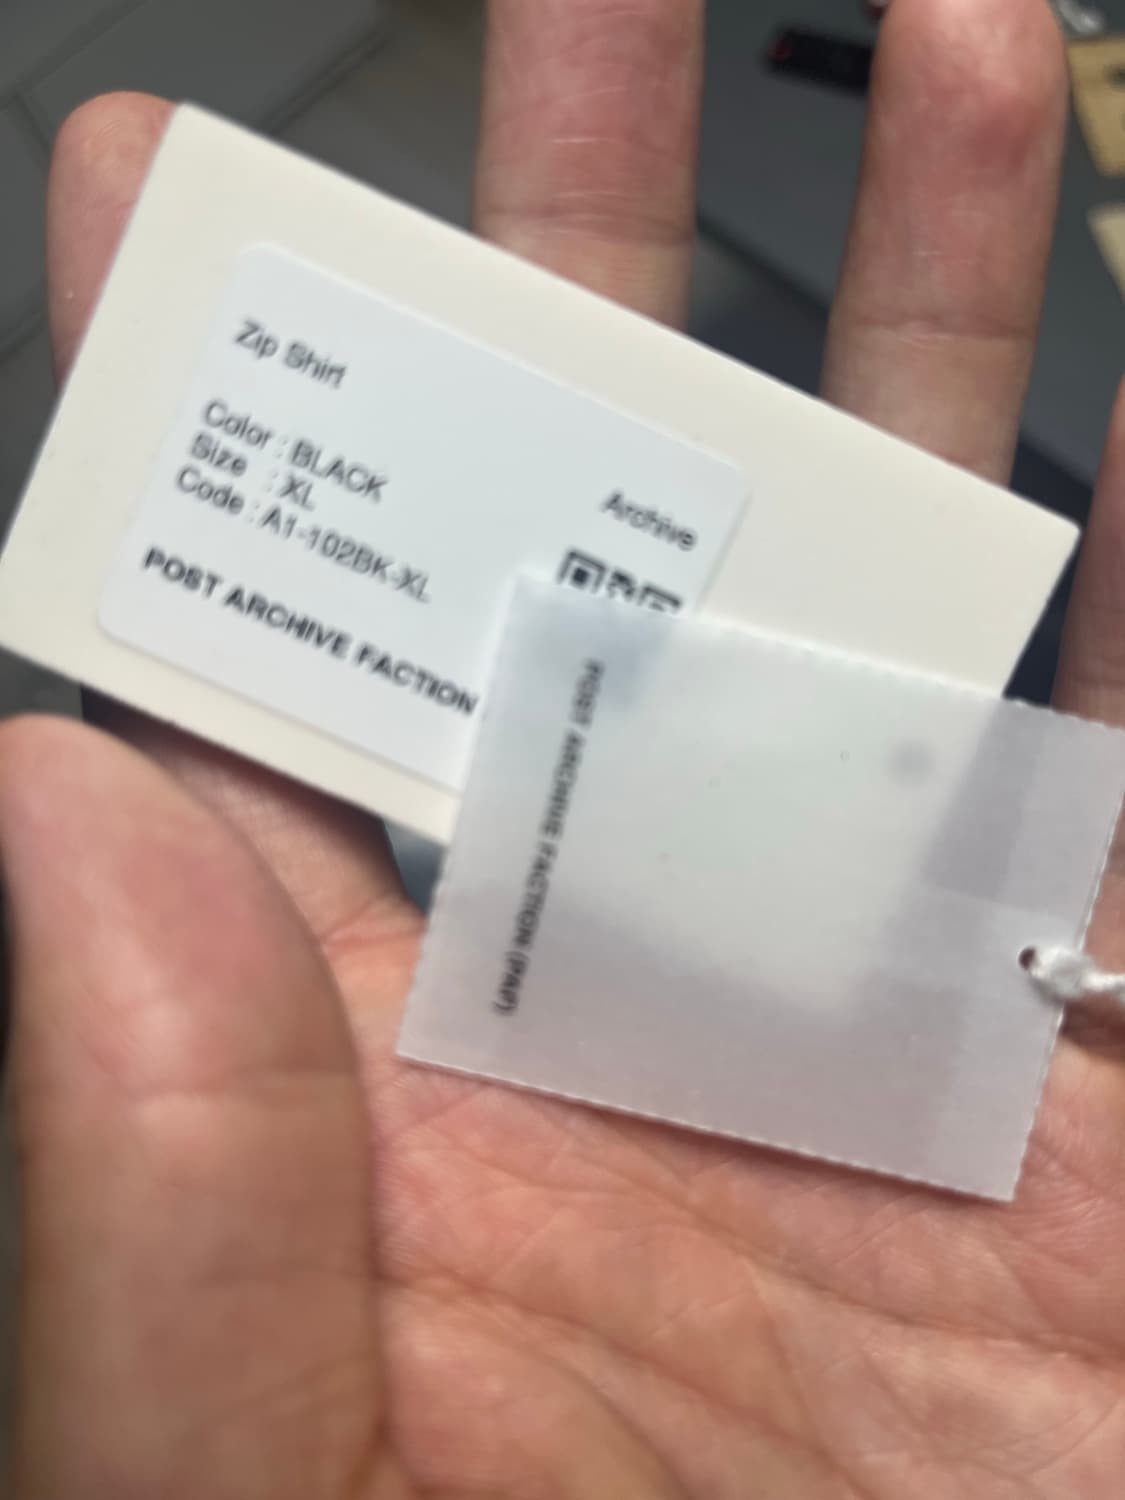 Zip Shirt
Color : BLACK
Size : XL
Code : A1-102BK-XL
POST ARCHIVE FACTION
Archive
POST ARCHIVE FACTION (PAF)